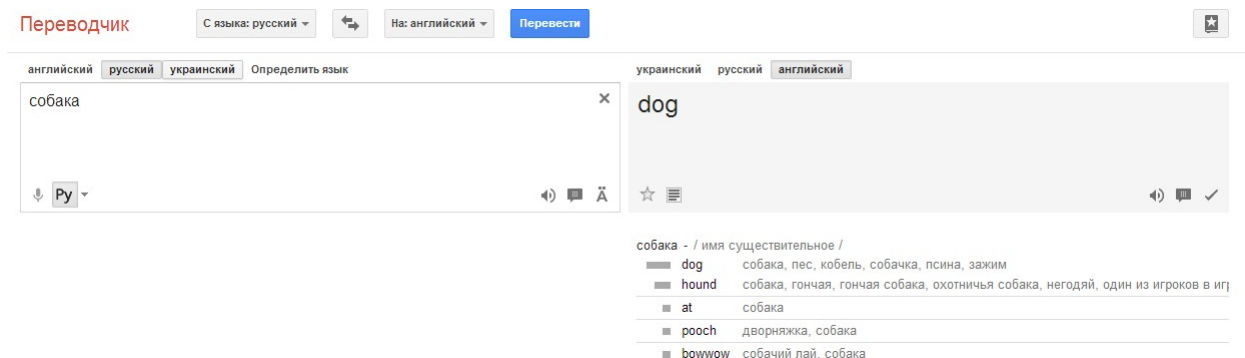 Переводчик С языка: русский На: английский Перевести
английский русский украинский Определить язык
собака
Ру Ä
украинский русский английский
dog
собака - / имя существительное /
dog собака, пес, кобель, собачка, псина, зажим
hound собака, гончая, гончая собака, охотничья собака, негодяй, один из игроков в
at собака
pooch дворняжка, собака
bowwow собачий лай, собака